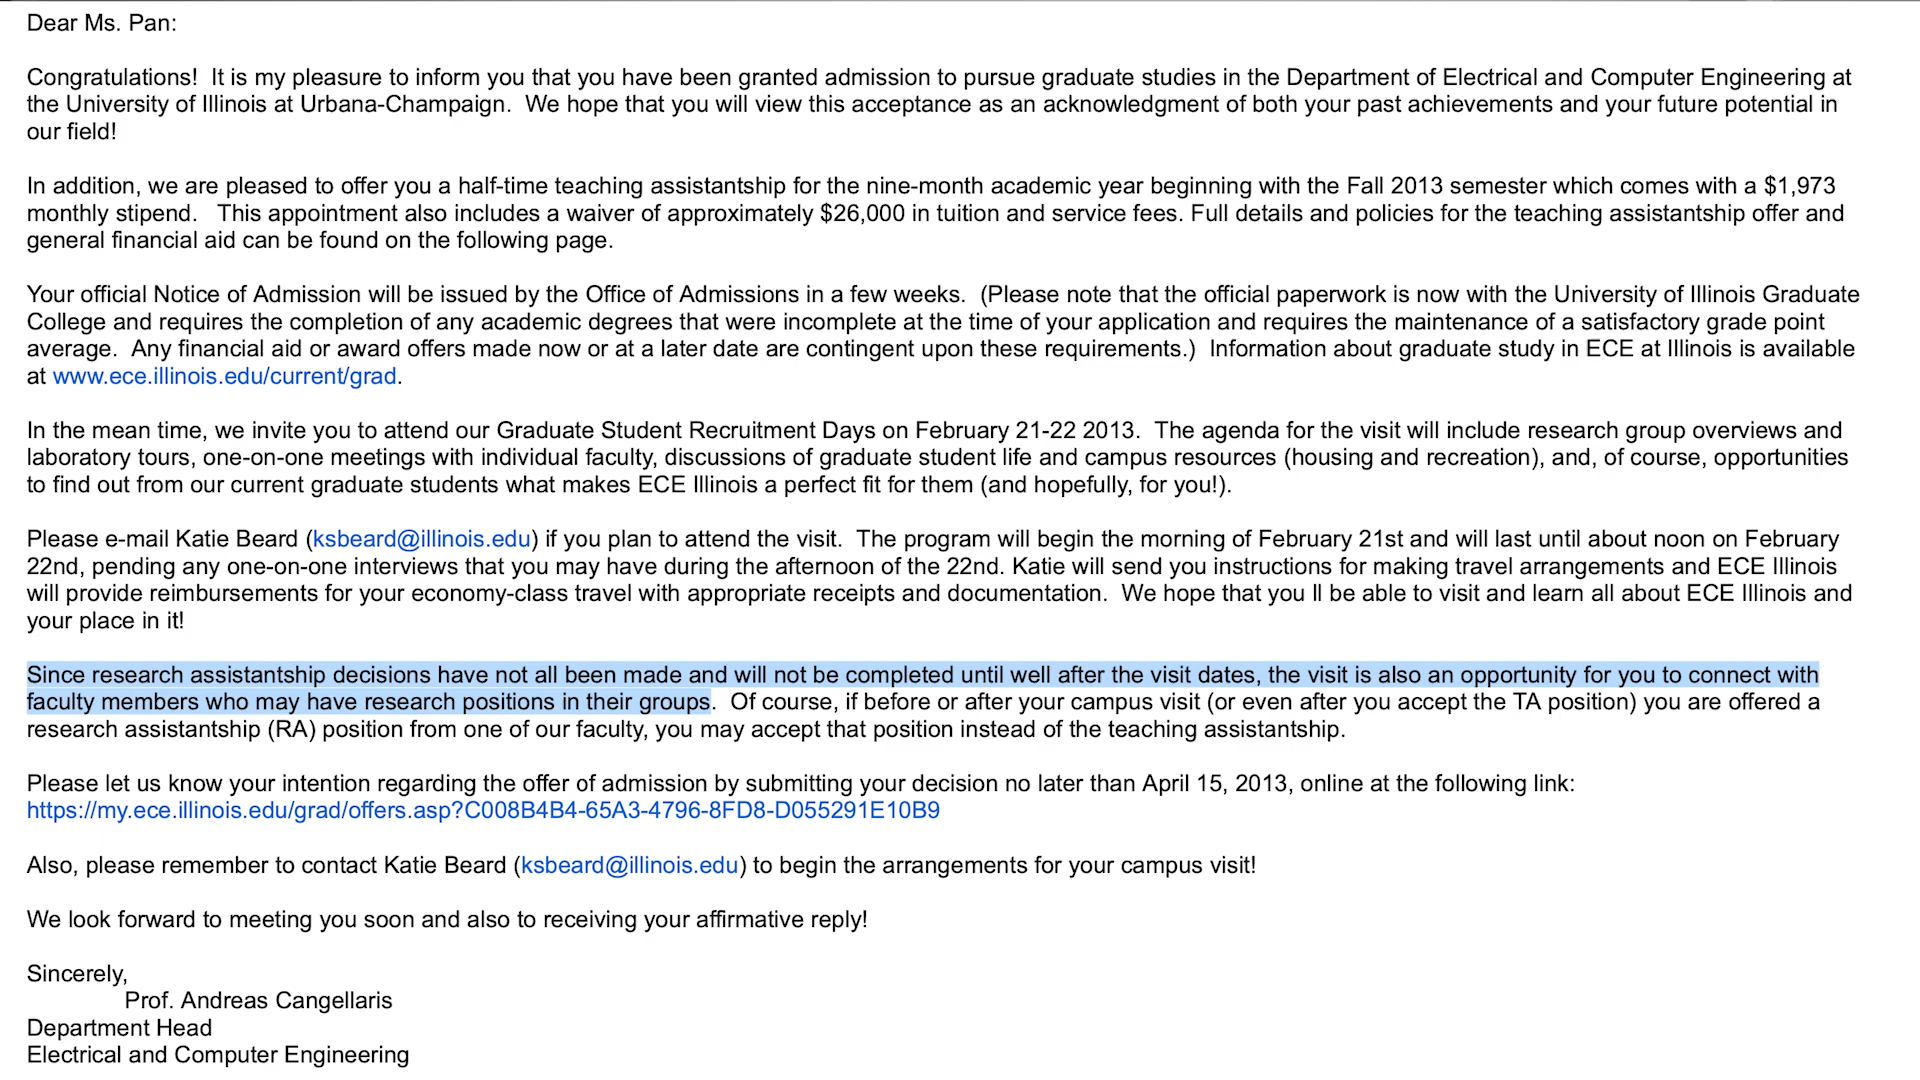 Dear Ms. Pan:
Congratulations!  It is my pleasure to inform you that you have been granted admission to pursue graduate studies in the Department of Electrical and Computer Engineering at
the University of Illinois at Urbana-Champaign.  We hope that you will view this acceptance as an acknowledgment of both your past achievements and your future potential in
our field!
In addition, we are pleased to offer you a half-time teaching assistantship for the nine-month academic year beginning with the Fall 2013 semester which comes with a $1,973
monthly stipend.   This appointment also includes a waiver of approximately $26,000 in tuition and service fees. Full details and policies for the teaching assistantship offer and
general financial aid can be found on the following page.
Your official Notice of Admission will be issued by the Office of Admissions in a few weeks.  (Please note that the official paperwork is now with the University of Illinois Graduate
College and requires the completion of any academic degrees that were incomplete at the time of your application and requires the maintenance of a satisfactory grade point
average.  Any financial aid or award offers made now or at a later date are contingent upon these requirements.)  Information about graduate study in ECE at Illinois is available
at www.ece.illinois.edu/current/grad.
In the mean time, we invite you to attend our Graduate Student Recruitment Days on February 21-22 2013.  The agenda for the visit will include research group overviews and
laboratory tours, one-on-one meetings with individual faculty, discussions of graduate student life and campus resources (housing and recreation), and, of course, opportunities
to find out from our current graduate students what makes ECE Illinois a perfect fit for them (and hopefully, for you!).
Please e-mail Katie Beard (ksbeard@illinois.edu) if you plan to attend the visit.  The program will begin the morning of February 21st and will last until about noon on February
22nd, pending any one-on-one interviews that you may have during the afternoon of the 22nd. Katie will send you instructions for making travel arrangements and ECE Illinois
will provide reimbursements for your economy-class travel with appropriate receipts and documentation.  We hope that you ll be able to visit and learn all about ECE Illinois and
your place in it!
Since research assistantship decisions have not all been made and will not be completed until well after the visit dates, the visit is also an opportunity for you to connect with
faculty members who may have research positions in their groups.  Of course, if before or after your campus visit (or even after you accept the TA position) you are offered a
research assistantship (RA) position from one of our faculty, you may accept that position instead of the teaching assistantship.
Please let us know your intention regarding the offer of admission by submitting your decision no later than April 15, 2013, online at the following link:
https://my.ece.illinois.edu/grad/offers.asp?C008B4B4-65A3-4796-8FD8-D055291E10B9
Also, please remember to contact Katie Beard (ksbeard@illinois.edu) to begin the arrangements for your campus visit!
We look forward to meeting you soon and also to receiving your affirmative reply!
Sincerely,
Prof. Andreas Cangellaris
Department Head
Electrical and Computer Engineering